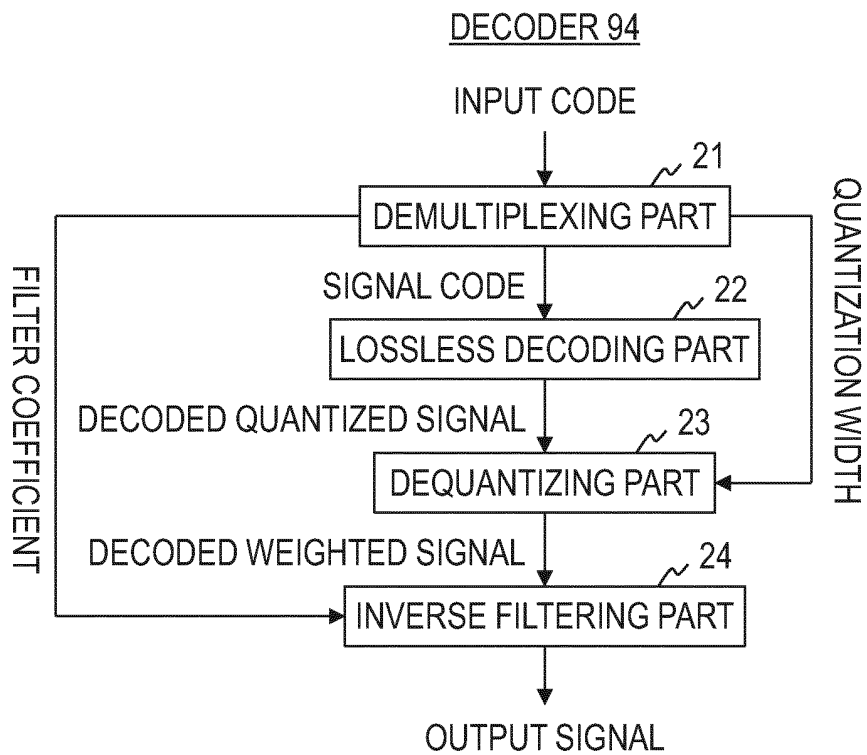 DECODER 94
INPUT CODE
21
DEMULTIPLEXING PART
SIGNAL CODE
22
LOSSLESS DECODING PART
DECODED QUANTIZED SIGNAL
23
DEQUANTIZING PART
DECODED WEIGHTED SIGNAL
24
INVERSE FILTERING PART
OUTPUT SIGNAL
FILTER COEFFICIENT
QUANTIZATION WIDTH